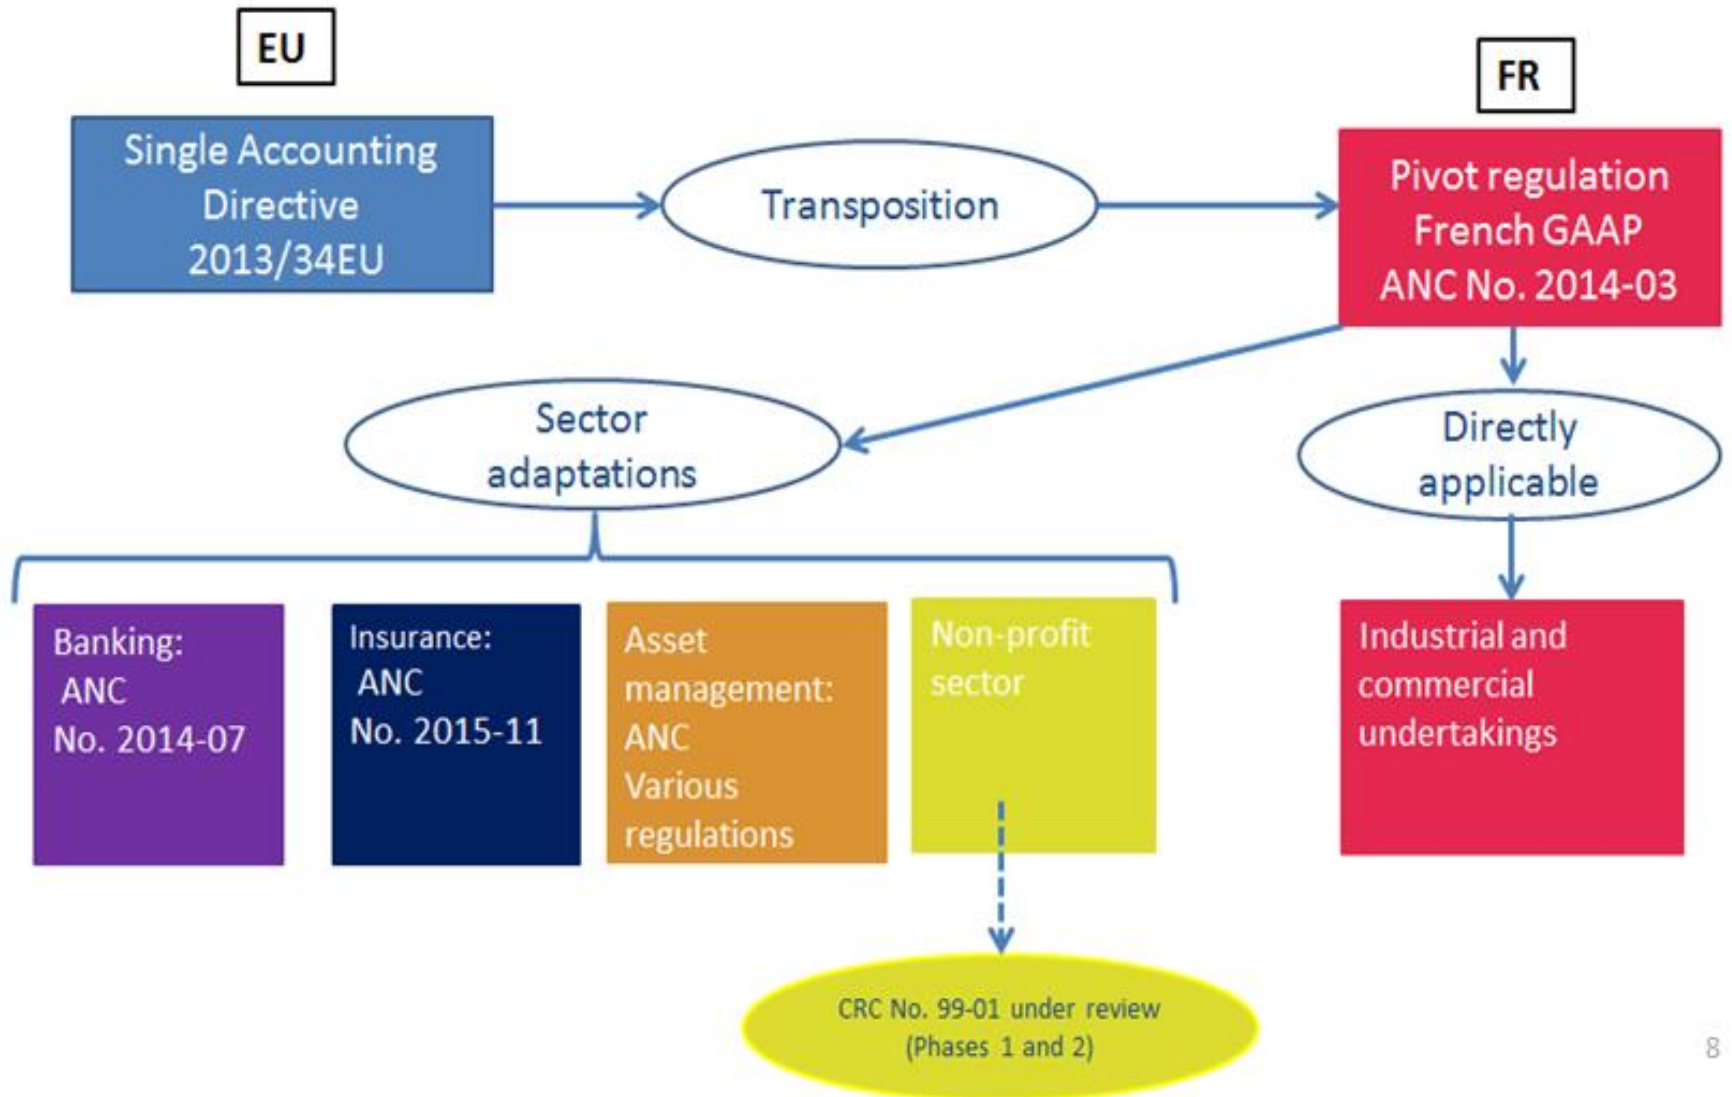 EU
FR
Single Accounting
Directive
2013/34EU
Transposition
Pivot regulation
French GAAP
ANC No. 2014-03
Sector
adaptations
Directly
applicable
Banking:
ANC
No. 2014-07
Insurance:
ANC
No. 2015-11
Asset
management:
ANC
Various
regulations
Non-profit
sector
Industrial and
commercial
undertakings
CRC No. 99-01 under review
(Phases 1 and 2)
8